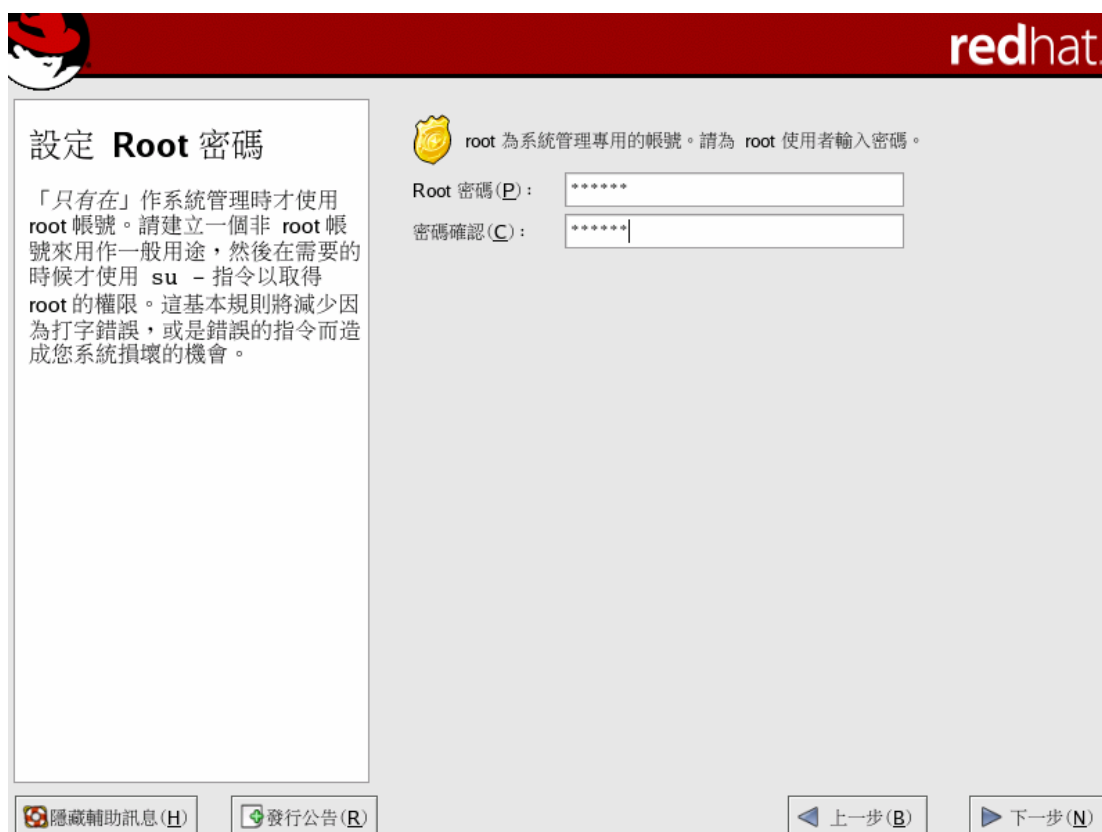 redhat.
設定 Root 密碼
「只有在」作系統管理時才使用
root 帳號。請建立一個非 root 帳
號來用作一般用途，然後在需要的
時候才使用 su - 指令以取得
root 的權限。這基本規則將減少因
為打字錯誤，或是錯誤的指令而造
成您系統損壞的機會。
root 為系統管理專用的帳號。請為 root 使用者輸入密碼。
Root 密碼(P)： ******
密碼確認(C)： ******
隱藏輔助訊息(H) 發行公告(R) 上一步(B) 下一步(N)